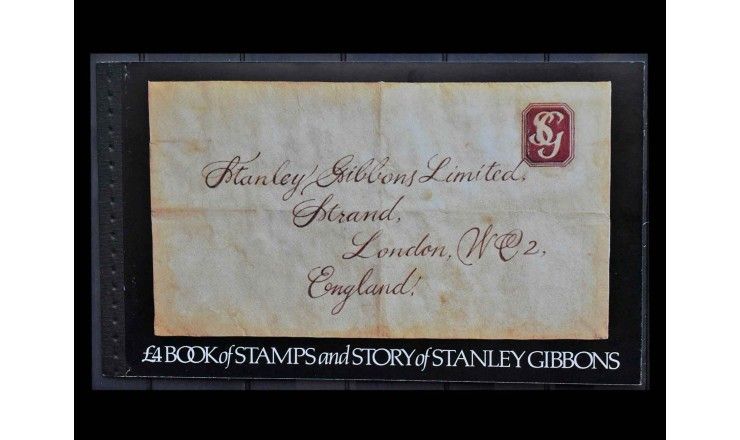 SG
Stanley Gibbons Limited,
Strand,
London, WC2,
England.
£4 BOOK of STAMPS and STORY of STANLEY GIBBONS